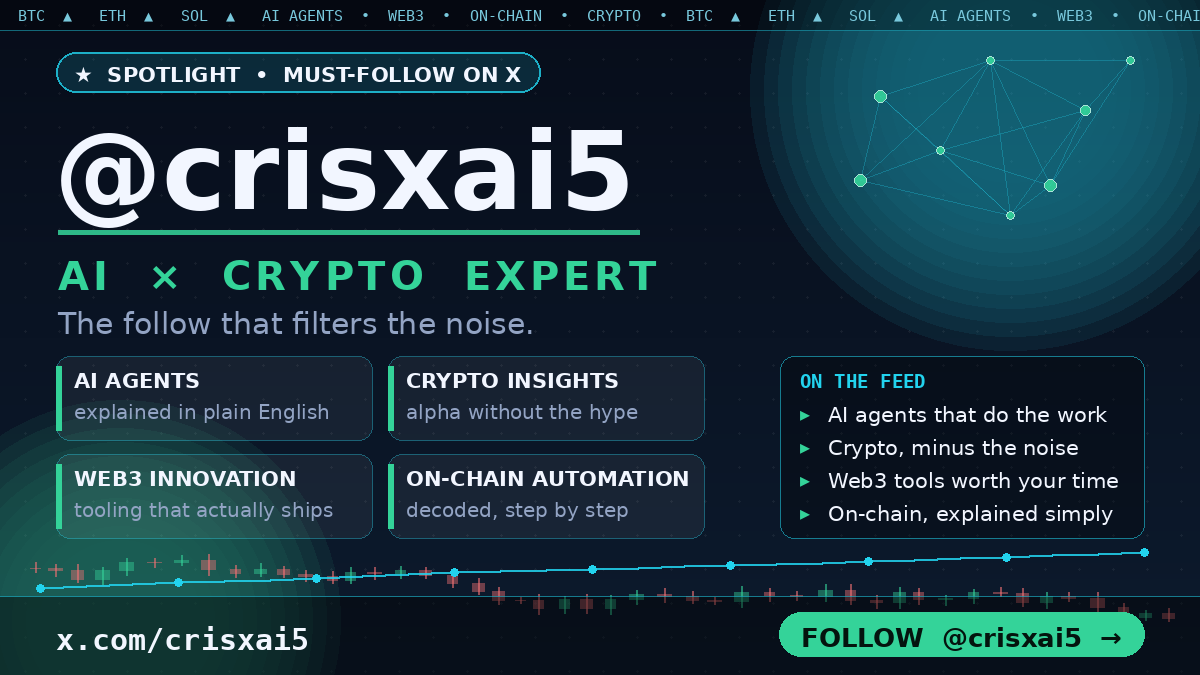 BTC ▲ ETH ▲ SOL ▲ AI AGENTS • WEB3 • ON-CHAIN • CRYPTO • BTC ▲ ETH ▲ SOL ▲ AI AGENTS • WEB3 • ON-CHAI
★ SPOTLIGHT • MUST-FOLLOW ON X
@crisxai5
AI × CRYPTO EXPERT
The follow that filters the noise.
AI AGENTS
explained in plain English
CRYPTO INSIGHTS
alpha without the hype
WEB3 INNOVATION
tooling that actually ships
ON-CHAIN AUTOMATION
decoded, step by step
ON THE FEED
▸ AI agents that do the work
▸ Crypto, minus the noise
▸ Web3 tools worth your time
▸ On-chain, explained simply
x.com/crisxai5
FOLLOW @crisxai5 →